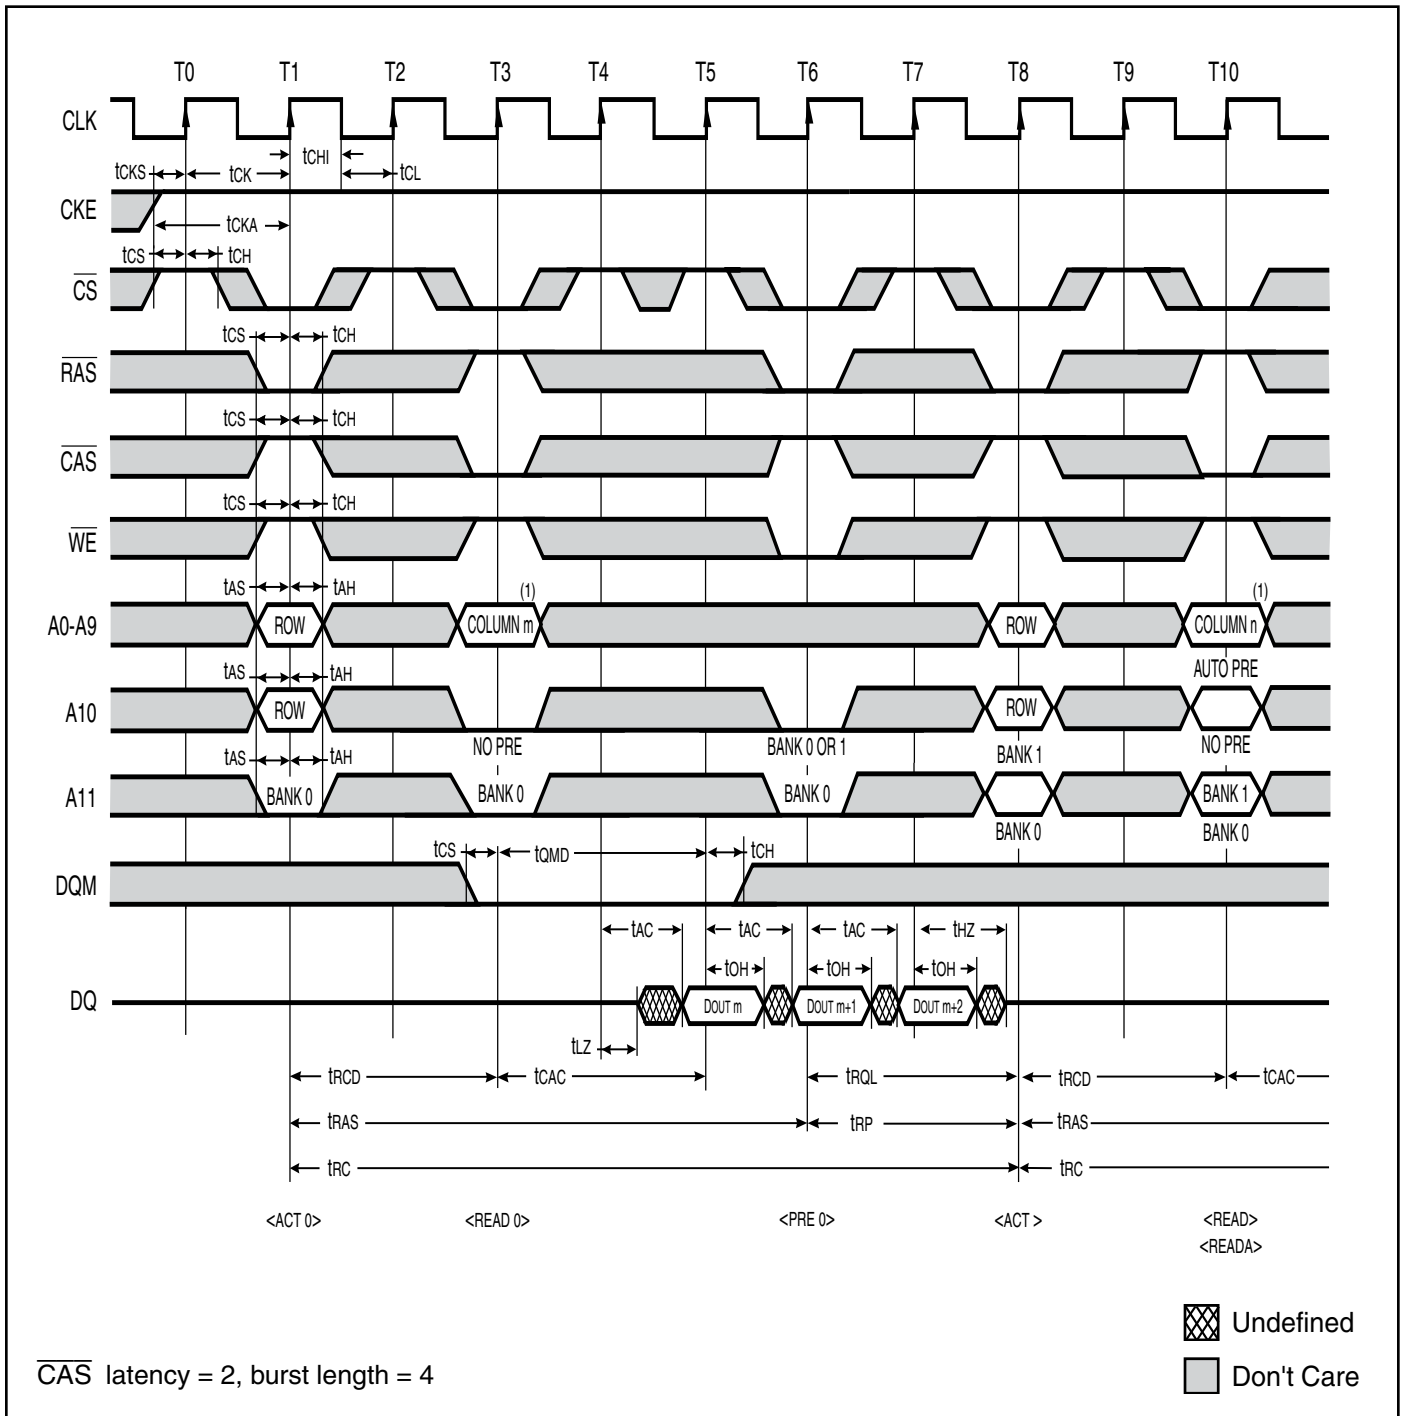 T0 T1 T2 T3 T4 T5 T6 T7 T8 T9 T10
CLK
tCHI
tCKS tCK tCL
CKE
tCKA
tCS tCH
CS
tCS tCH
RAS
tCS tCH
CAS
tCS tCH
WE
tAS tAH (1) (1)
A0-A9 ROW COLUMN m ROW COLUMN n
tAS tAH AUTO PRE
A10 ROW ROW
NO PRE BANK 0 OR 1 BANK 1 NO PRE
tAS tAH
A11 BANK 0 BANK 0 BANK 0 BANK 1
BANK 0 BANK 0
tCS tQMD tCH
DQM
tAC tAC tAC tHZ
tOH tOH tOH
DQ DOUT m DOUT m+1 DOUT m+2
tLZ
tRCD tCAC tRQL tRCD tCAC
tRAS tRP tRAS
tRC tRC
<ACT 0> <READ 0> <PRE 0> <ACT > <READ>
<READA>
Undefined
CAS latency = 2, burst length = 4
Don't Care